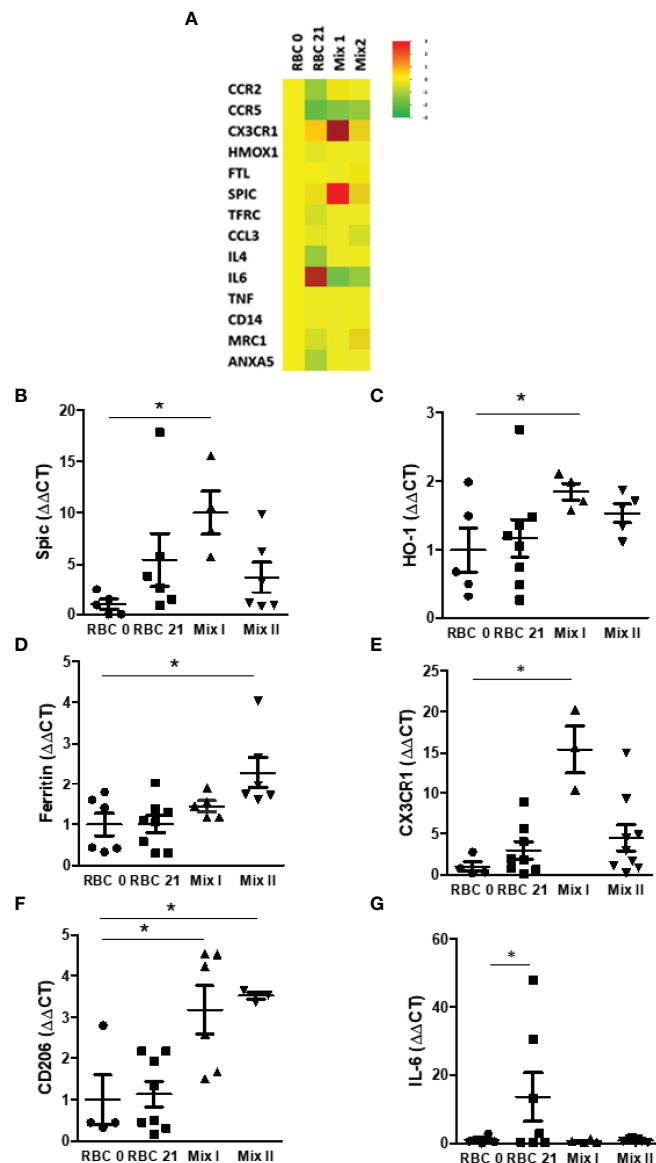 A
RBC 0 RBC 21 Mix 1 Mix2
CCR2
CCR5
CX3CR1
HMOX1
FTL
SPIC
TFRC
CCL3
IL4
IL6
TNF
CD14
MRC1
ANXA5
B
*
Spic (ΔΔCT)
20
15
10
5
0
RBC 0 RBC 21 Mix I Mix II
C
*
HO-1 (ΔΔCT)
3
2
1
0
RBC 0 RBC 21 Mix I Mix II
D
*
Ferritin (ΔΔCT)
5
4
3
2
1
0
RBC 0 RBC 21 Mix I Mix II
E
*
CX3CR1 (ΔΔCT)
25
20
15
10
5
0
RBC 0 RBC 21 Mix I Mix II
F
*
*
CD206 (ΔΔCT)
5
4
3
2
1
0
RBC 0 RBC 21 Mix I Mix II
G
*
IL-6 (ΔΔCT)
60
40
20
0
RBC 0 RBC 21 Mix I Mix II